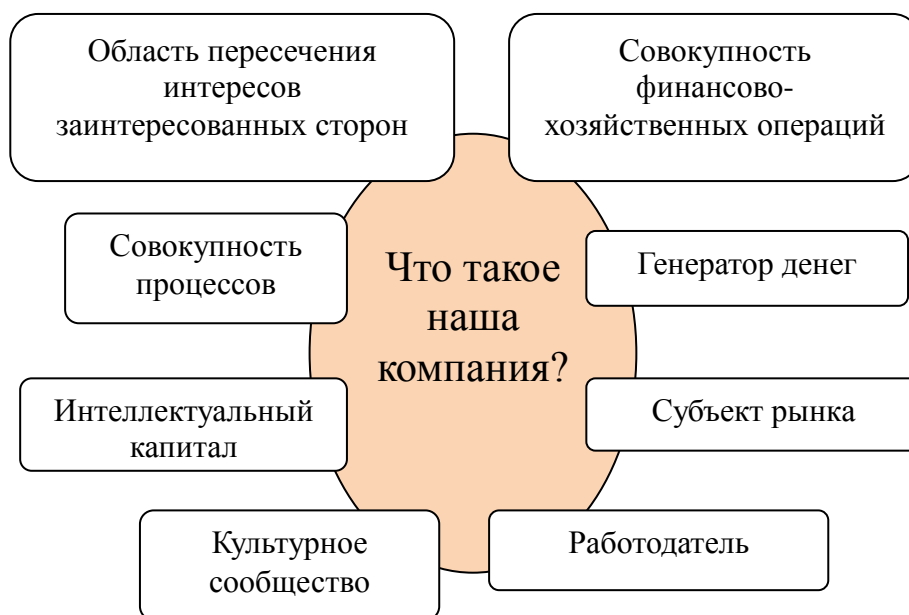 Область пересечения
интересов
заинтересованных сторон
Совокупность
финансово-
хозяйственных операций
Совокупность
процессов
Что такое
наша
компания?
Генератор денег
Интеллектуальный
капитал
Субъект рынка
Культурное
сообщество
Работодатель